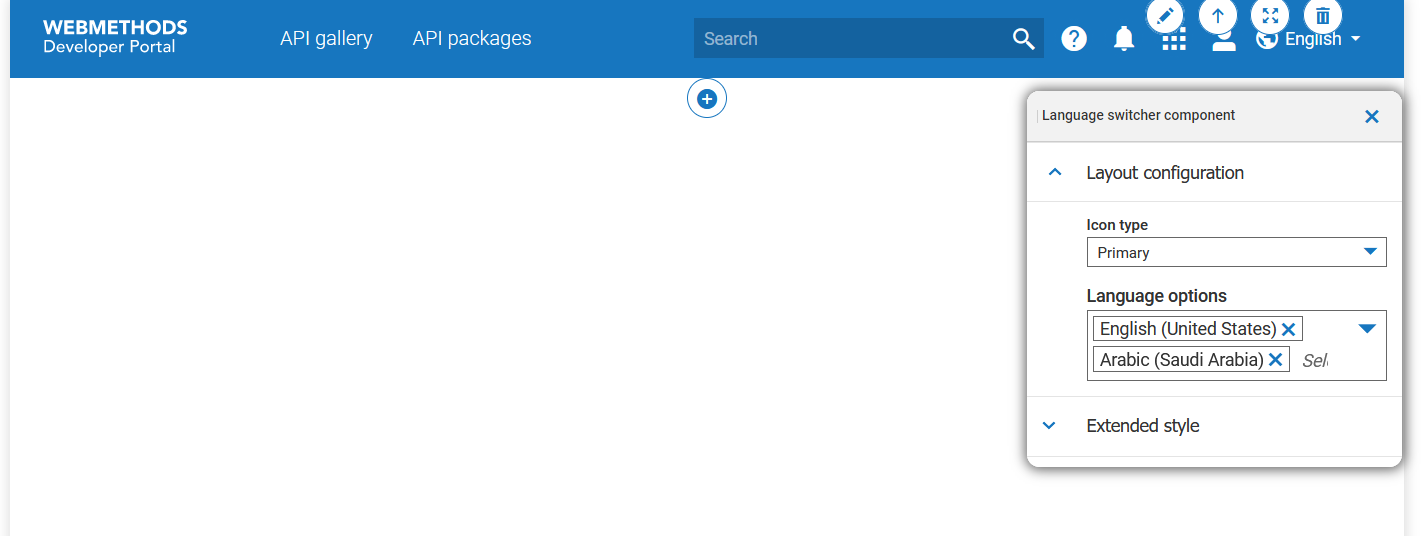 WEBMETHODS
Developer Portal
API gallery
API packages
Search
English
Language switcher component
Layout configuration
Icon type
Primary
Language options
English (United States)
Arabic (Saudi Arabia)
Extended style